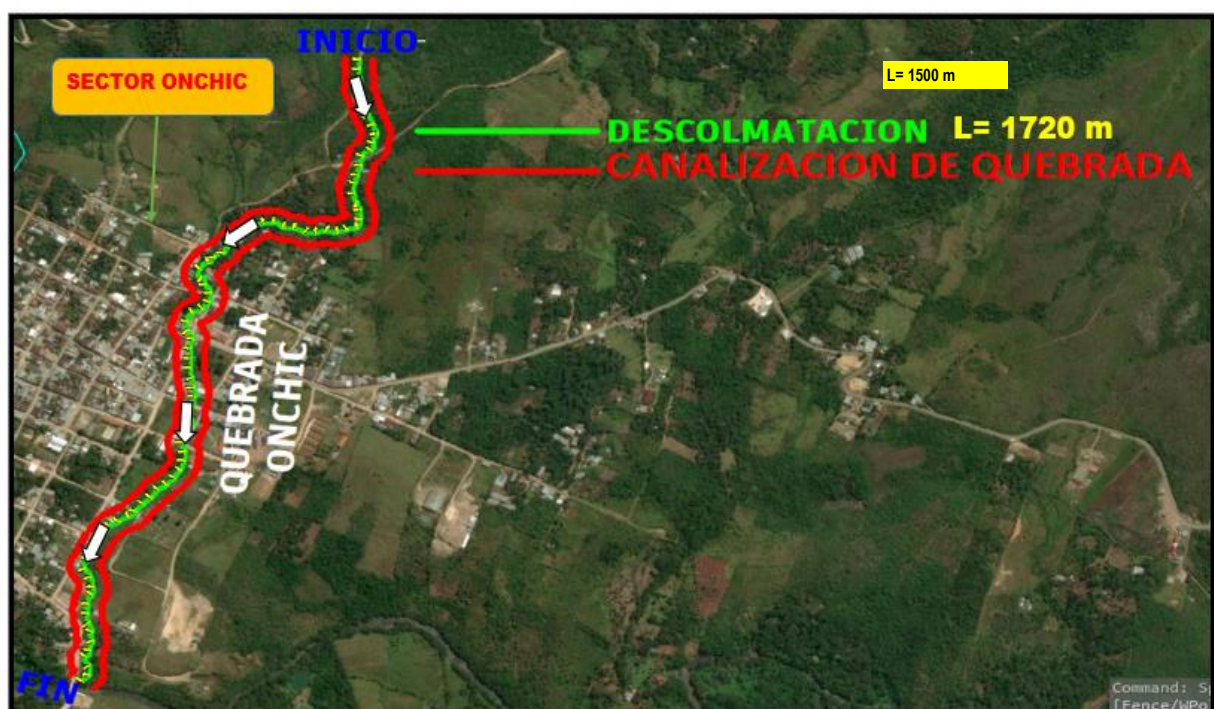 INICIO
SECTOR ONCHIC
L= 1500 m
DESCOLMATACION L= 1720 m
CANALIZACION DE QUEBRADA
QUEBRADA
ONCHIC
FIN
Command: S
[Fence/WPo